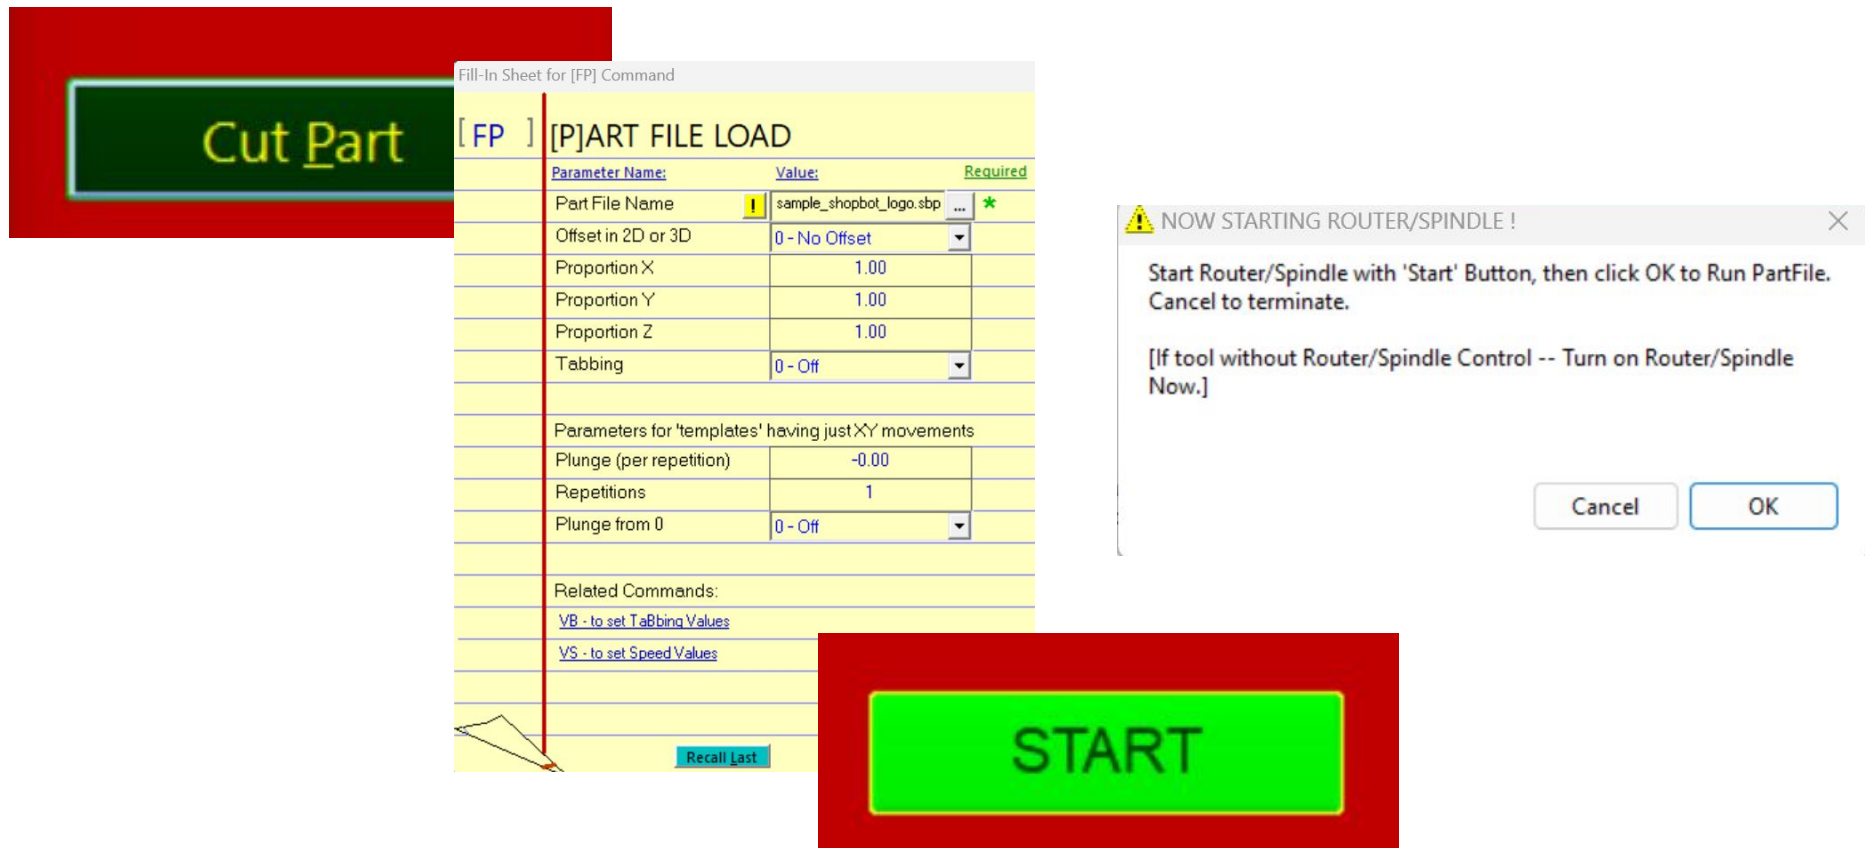 Cut Part
Fill-In Sheet for [FP] Command
[ FP ] [P]ART FILE LOAD
Parameter Name: Value: Required
Part File Name ! sample_shopbot_logo.sbp ... *
Offset in 2D or 3D 0 - No Offset
Proportion X 1.00
Proportion Y 1.00
Proportion Z 1.00
Tabbing 0 - Off
Parameters for 'templates' having just XY movements
Plunge (per repetition) -0.00
Repetitions 1
Plunge from 0 0 - Off
Related Commands:
VB - to set TaBbing Values
VS - to set Speed Values
Recall Last
START
NOW STARTING ROUTER/SPINDLE !
Start Router/Spindle with 'Start' Button, then click OK to Run PartFile.
Cancel to terminate.
[If tool without Router/Spindle Control -- Turn on Router/Spindle
Now.]
Cancel OK